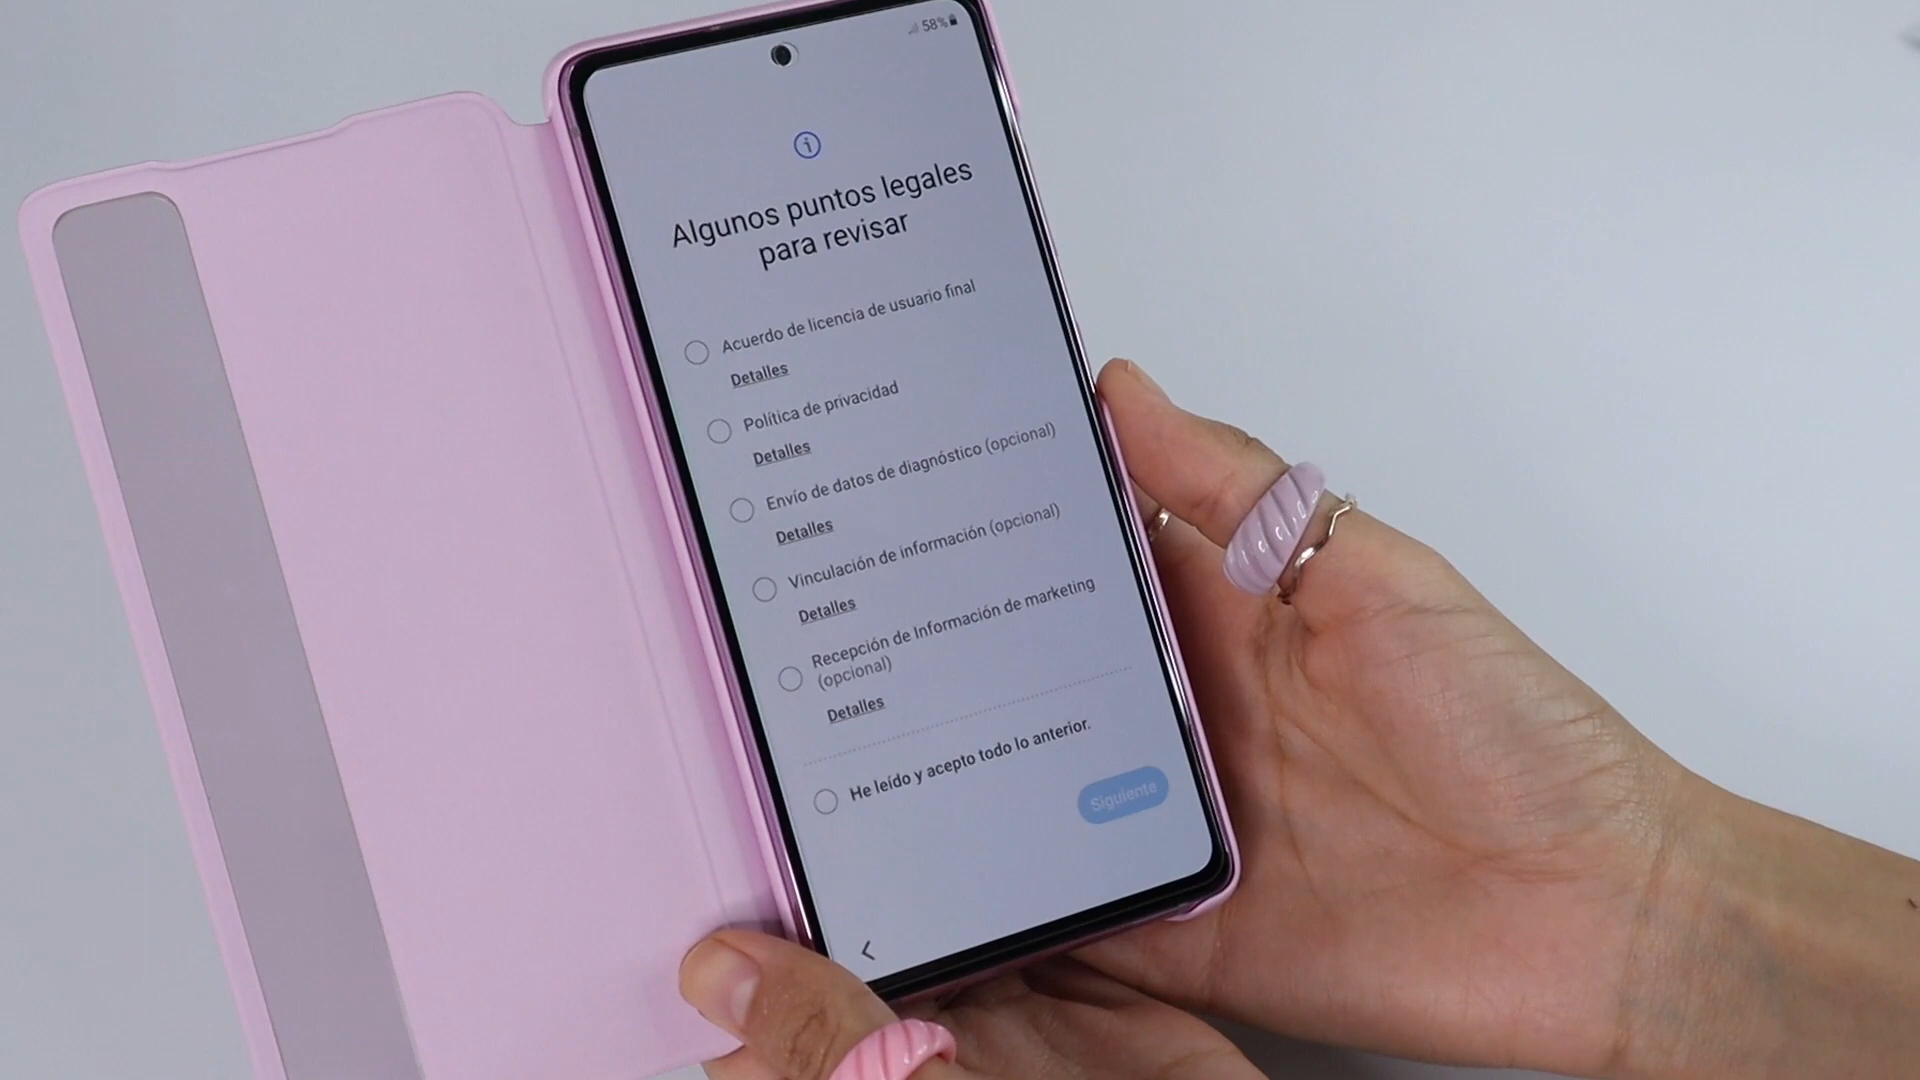 58%
Algunos puntos legales
para revisar
Acuerdo de licencia de usuario final
Detalles
Política de privacidad
Detalles
Envío de datos de diagnóstico (opcional)
Detalles
Vinculación de información (opcional)
Detalles
Recepción de Información de marketing
(opcional)
Detalles
He leído y acepto todo lo anterior.
Siguiente